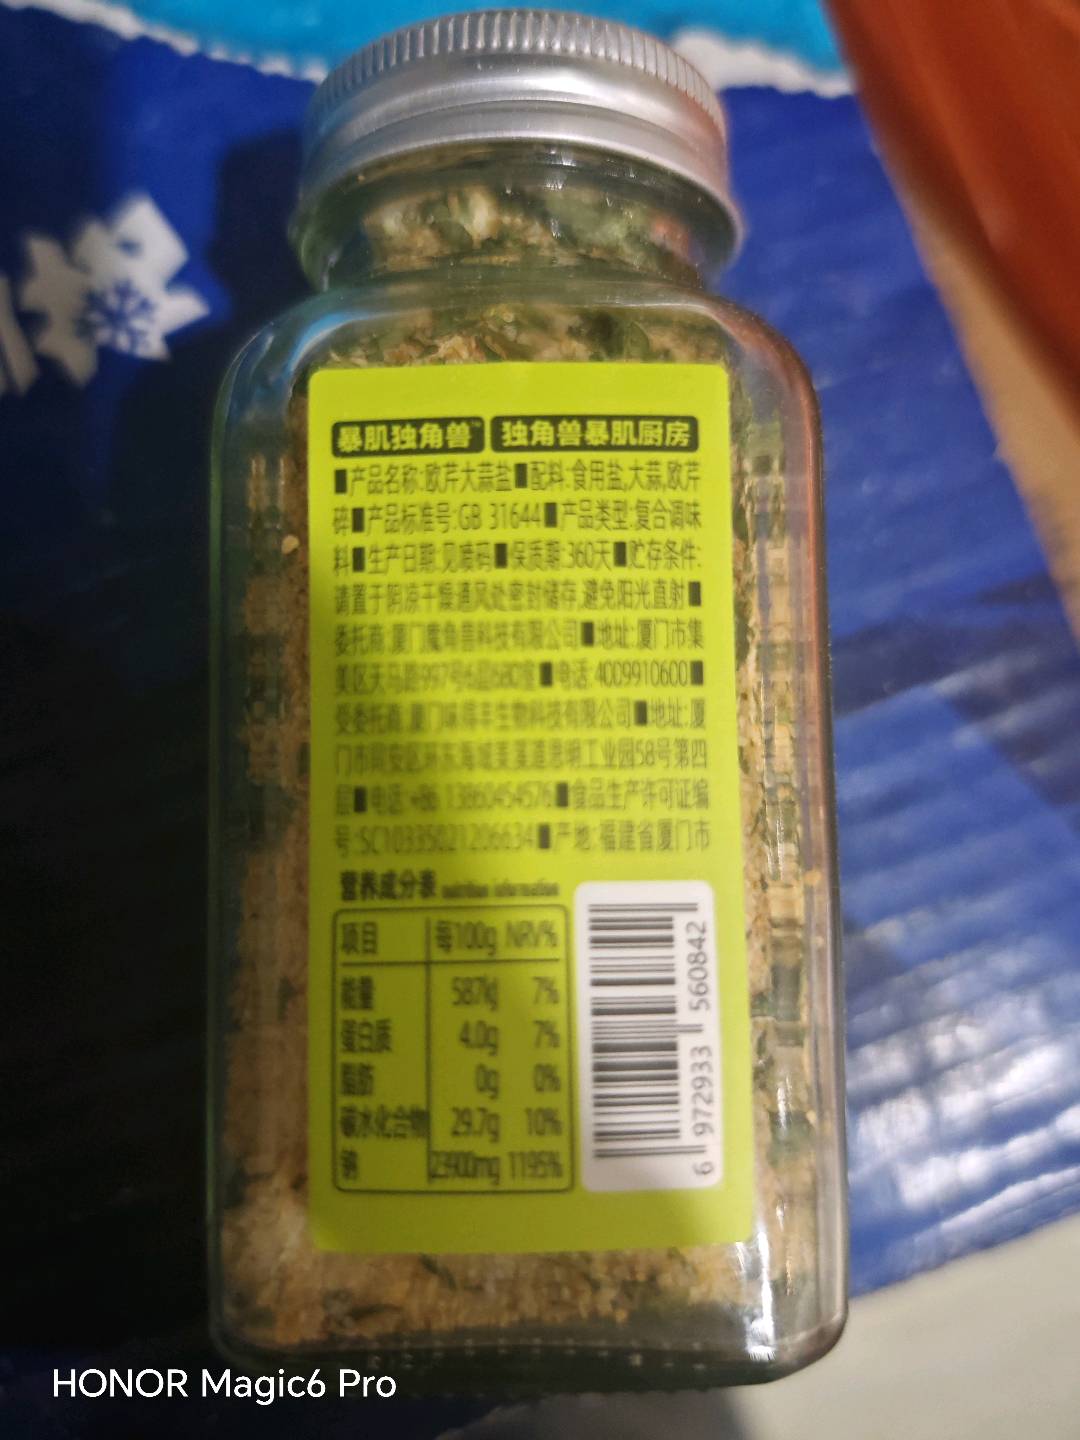 暴肌独角兽™ 独角兽暴肌厨房
■产品名称:欧芹大蒜盐■配料:食用盐,大蒜,欧芹
碎■产品标准号:GB 31644■产品类型:复合调味
料■生产日期:见喷码■保质期:360天■贮存条件:
请置于阴凉干燥通风处密封储存,避免阳光直射■
委托商:厦门魔角兽科技有限公司■地址:厦门市集
美区天马路997号6层680室■电话:4009910600■
受委托商:厦门味得丰生物科技有限公司■地址:厦
门市同安区环东海域美溪道思明工业园58号第四
层■电话:+86 13860454576■食品生产许可证编
号:SC10335021206634■产地:福建省厦门市
营养成分表 nutrition information
项目 每100g NRV%
能量 587kJ 7%
蛋白质 4.0g 7%
脂肪 0g 0%
碳水化合物 29.7g 10%
钠 23900mg 1195%
6 972933 560842
HONOR Magic6 Pro